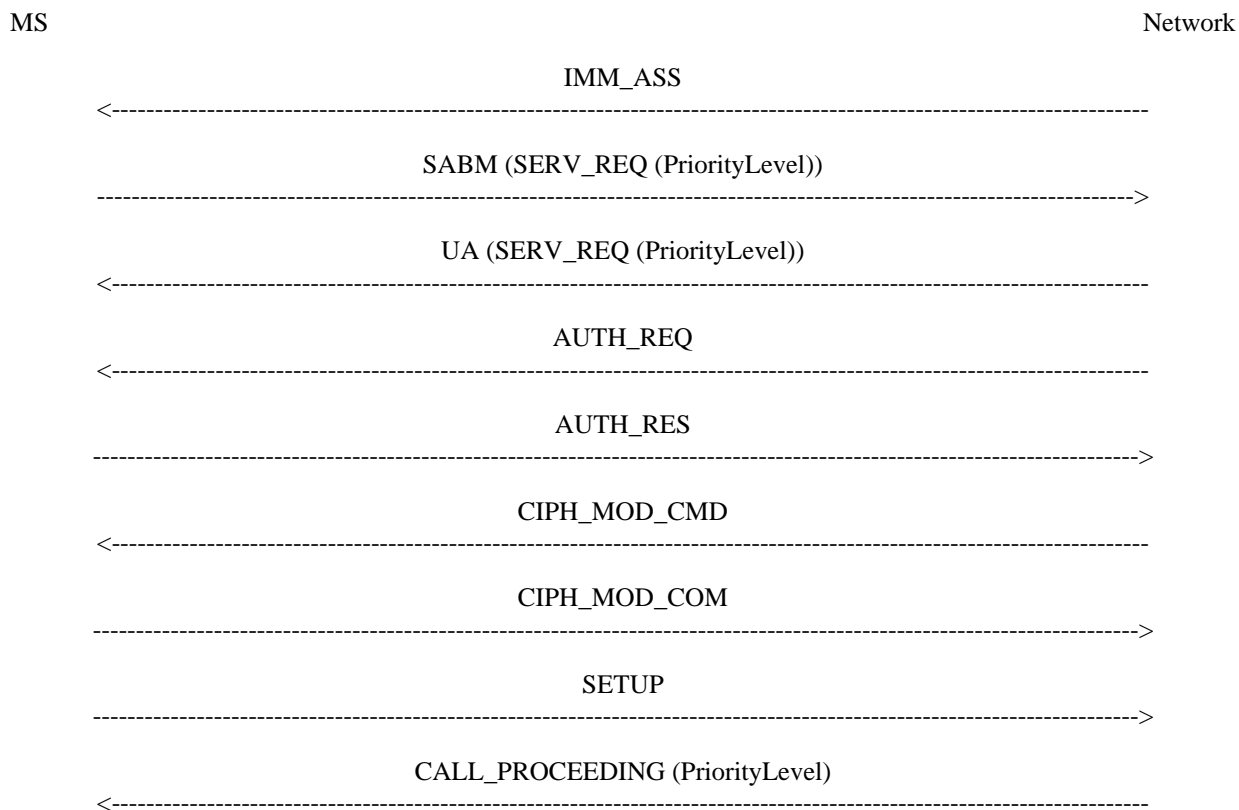 MS Network
IMM_ASS
<------------------------------------------------------------------------------------------------------------------------
SABM (SERV_REQ (PriorityLevel))
------------------------------------------------------------------------------------------------------------------------>
UA (SERV_REQ (PriorityLevel))
<------------------------------------------------------------------------------------------------------------------------
AUTH_REQ
<------------------------------------------------------------------------------------------------------------------------
AUTH_RES
------------------------------------------------------------------------------------------------------------------------->
CIPH_MOD_CMD
<------------------------------------------------------------------------------------------------------------------------
CIPH_MOD_COM
------------------------------------------------------------------------------------------------------------------------->
SETUP
------------------------------------------------------------------------------------------------------------------------->
CALL_PROCEEDING (PriorityLevel)
<------------------------------------------------------------------------------------------------------------------------